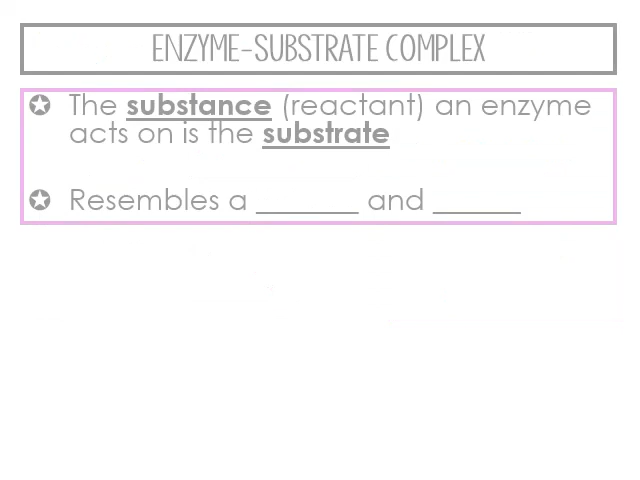 ENZYME-SUBSTRATE COMPLEX
The substance (reactant) an enzyme
acts on is the substrate
Resembles a _______ and ______